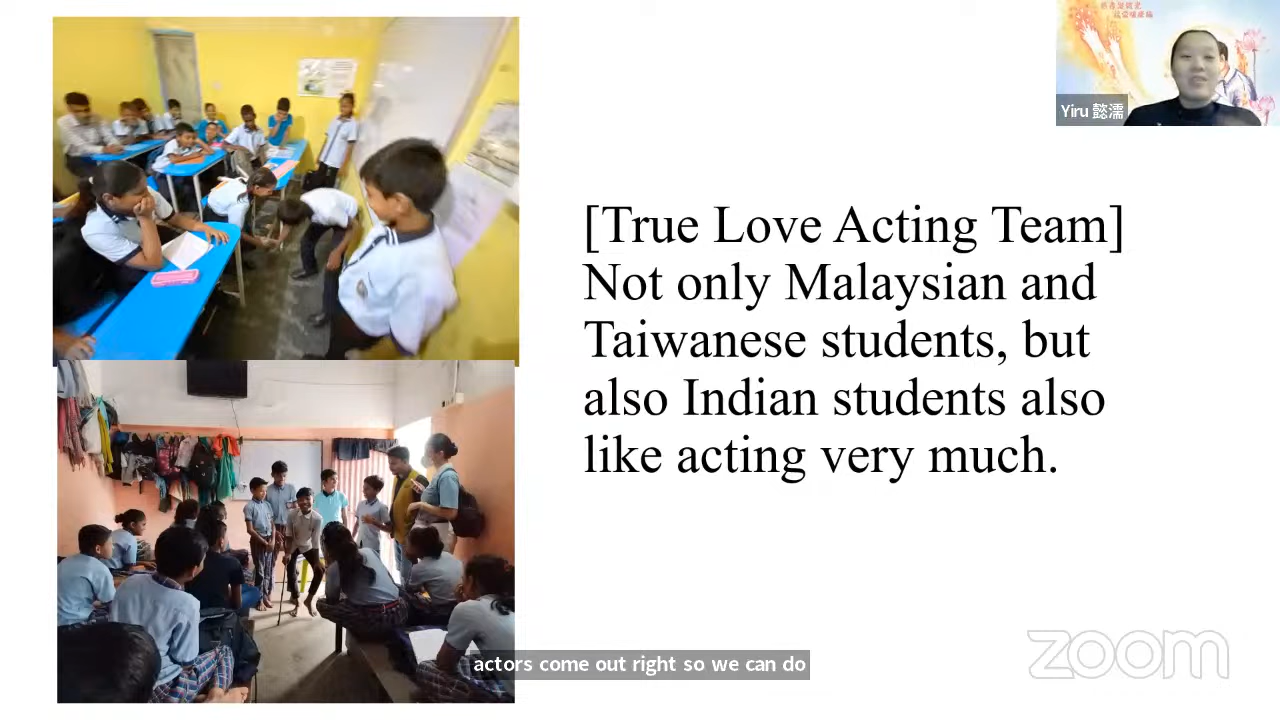 Yiru 懿濡
[True Love Acting Team]
Not only Malaysian and
Taiwanese students, but
also Indian students also
like acting very much.
actors come out right so we can do
zoom